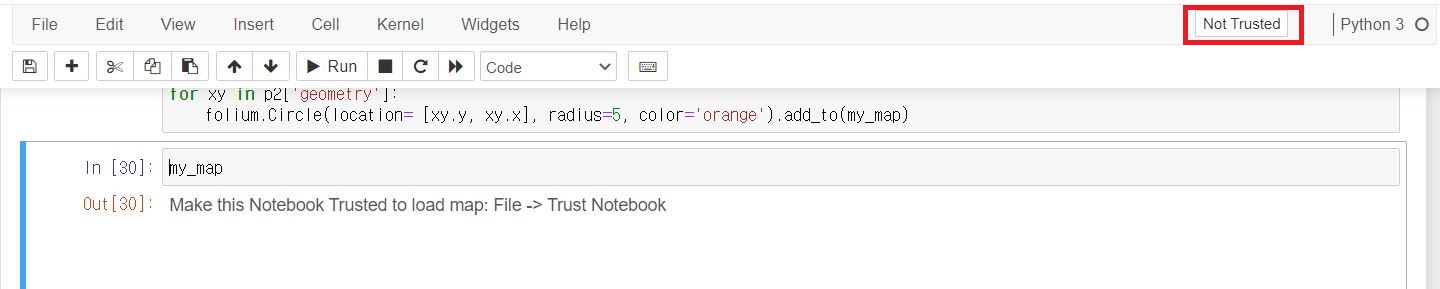 File Edit View Insert Cell Kernel Widgets Help Not Trusted Python 3
Run Code
for xy in p2['geometry']:
folium.Circle(location= [xy.y, xy.x], radius=5, color='orange').add_to(my_map)
In [30]: my_map
Out[30]: Make this Notebook Trusted to load map: File -> Trust Notebook